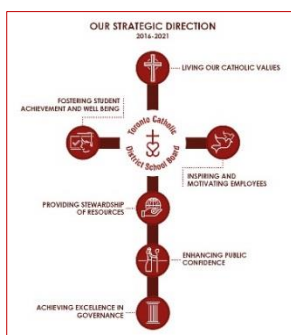 OUR STRATEGIC DIRECTION
2016-2021
LIVING OUR CATHOLIC VALUES
FOSTERING STUDENT
ACHIEVEMENT AND WELL BEING
Toronto Catholic
District School Board
INSPIRING AND
MOTIVATING EMPLOYEES
PROVIDING STEWARDSHIP
OF RESOURCES
ENHANCING PUBLIC
CONFIDENCE
ACHIEVING EXCELLENCE IN
GOVERNANCE